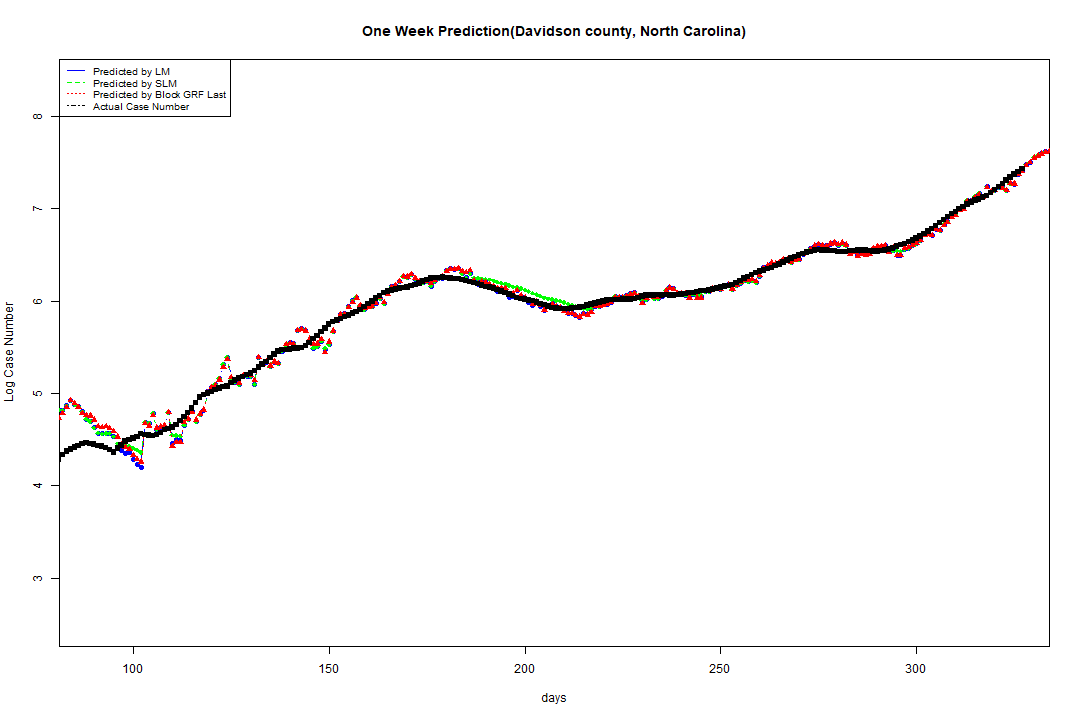 One Week Prediction(Davidson county, North Carolina)
Predicted by LM
Predicted by SLM
Predicted by Block GRF Last
Actual Case Number
Log Case Number
8
7
6
5
4
3
100 150 200 250 300
days